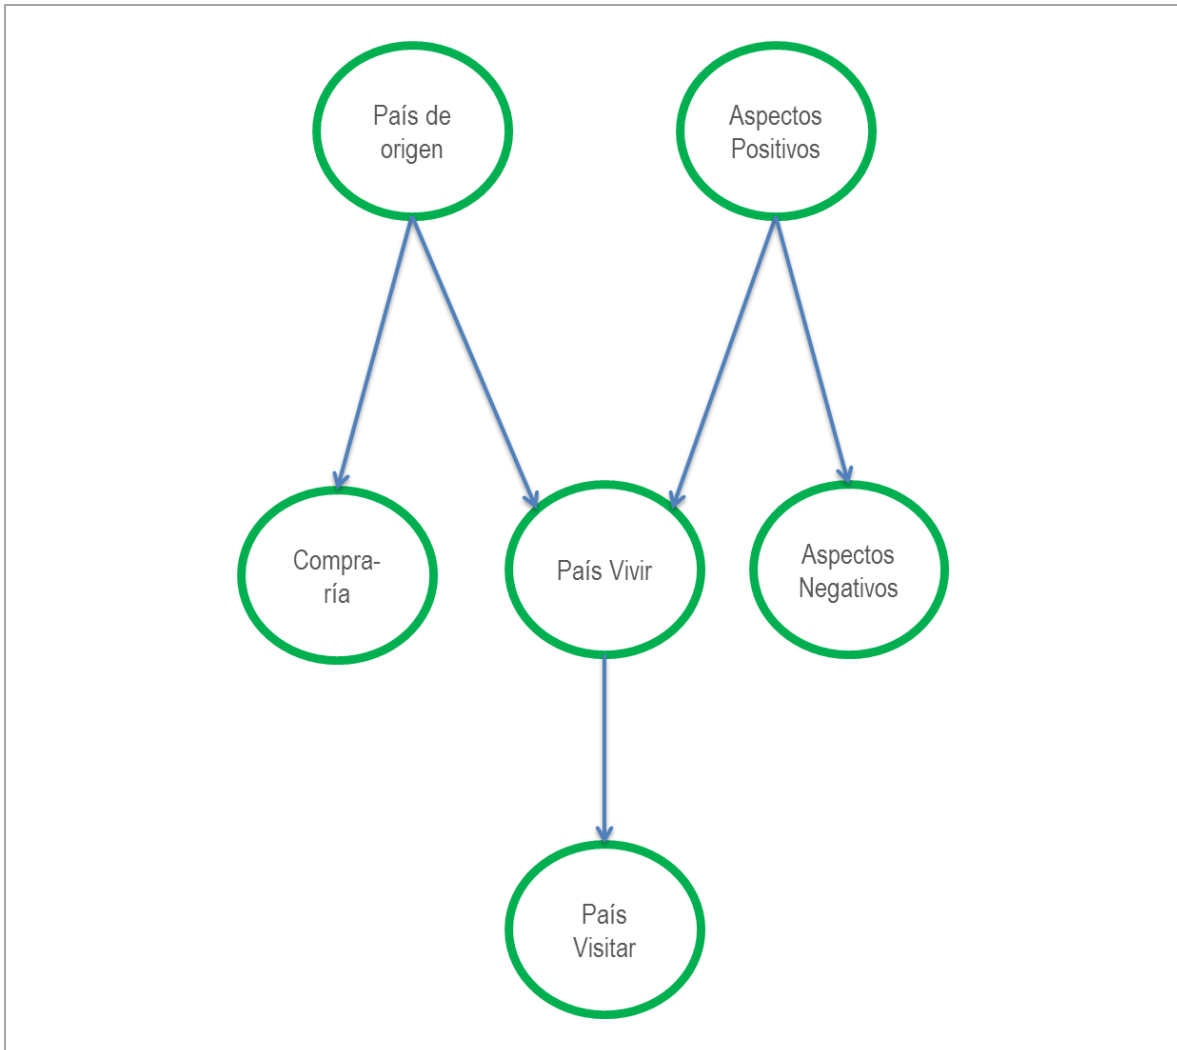 País de
origen
Aspectos
Positivos
Compra-
ría
País Vivir
Aspectos
Negativos
País
Visitar